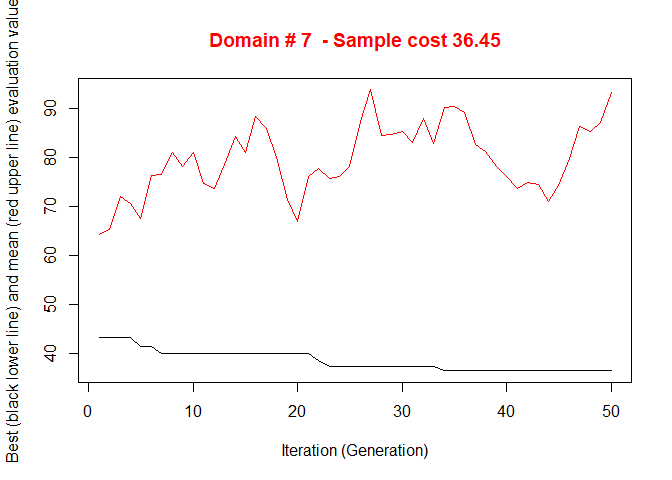 Domain # 7  - Sample cost 36.45
Best (black lower line) and mean (red upper line) evaluation value
90
80
70
60
50
40
0 10 20 30 40 50
Iteration (Generation)